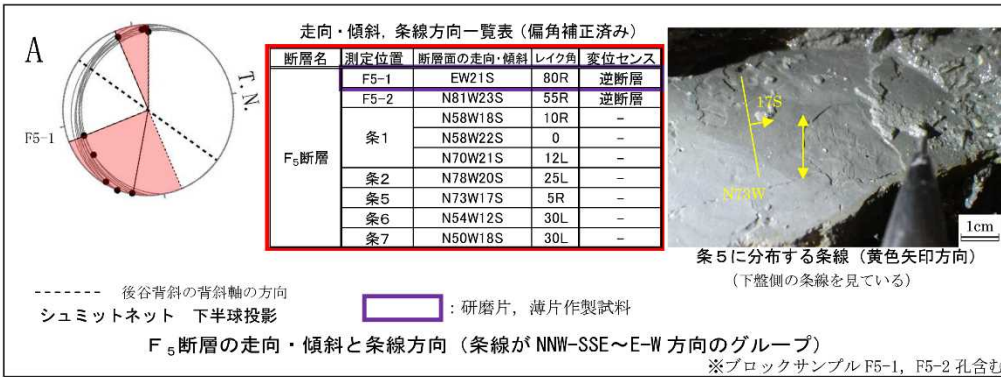 A
T. N.
F5-1
走向・傾斜, 条線方向一覧表 (偏角補正済み)
断層名 測定位置 断層面の走向・傾斜 レイク角 変位センス
F₅断層 F5-1 EW21S 80R 逆断層
F5-2 N81W23S 55R 逆断層
条1 N58W18S 10R −
N58W22S 0 −
N70W21S 12L −
条2 N78W20S 25L −
条5 N73W17S 5R −
条6 N54W12S 30L −
条7 N50W18S 30L −
17S
N73W
1cm
条5に分布する条線 (黄色矢印方向)
(下盤側の条線を見ている)
------- 後谷背斜の背斜軸の方向
シュミットネット 下半球投影
：研磨片, 薄片作製試料
F₅断層の走向・傾斜と条線方向 (条線が NNW-SSE～E-W 方向のグループ)
※ブロックサンプル F5-1, F5-2 孔含む